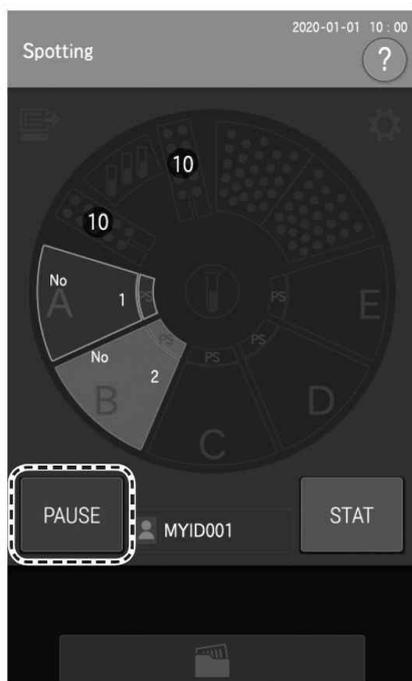 2020-01-01 10 : 00
Spotting
?
10
10
No
A
1
PS
E
No
B
2
PS
PS
PS
PS
D
C
PAUSE
MYID001
STAT